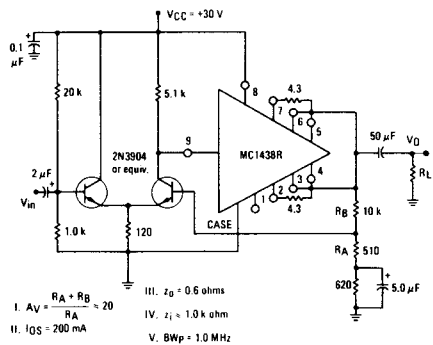 VCC = +30 V
0.1 μF
+
20 k
5.1 k
8
4.3
7
6
5
2N3904
or equiv.
9
MC1438R
50 μF
+
VO
2 μF
+
Vin
4
3
2
1
4.3
RL
CASE
RB
10 k
1.0 k
120
RA
510
+
620
5.0 μF
I. AV = RA + RB / RA ≈ 20
II. IOS = 200 mA
III. zo = 0.6 ohms
IV. zi = 1.0 k ohm
V. BWp = 1.0 MHz